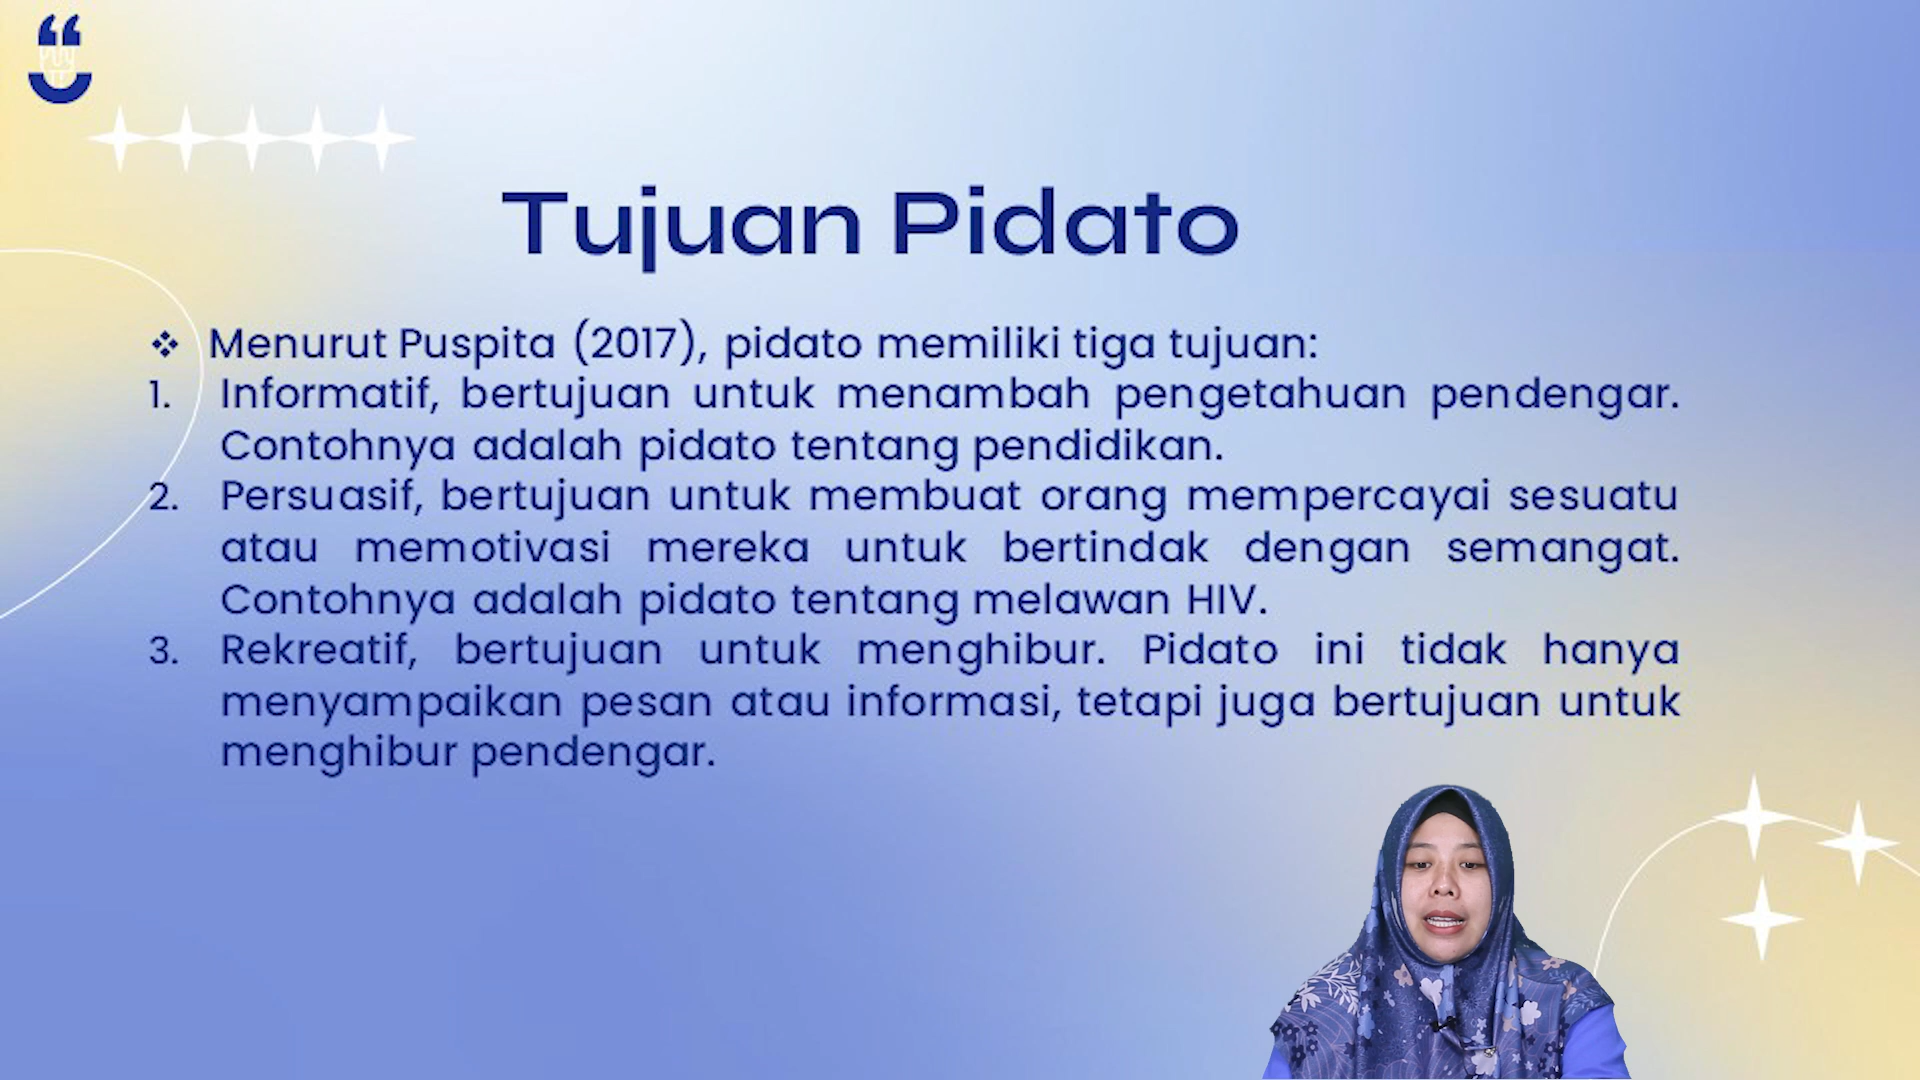 Tujuan Pidato
❖ Menurut Puspita (2017), pidato memiliki tiga tujuan:
1. Informatif, bertujuan untuk menambah pengetahuan pendengar.
Contohnya adalah pidato tentang pendidikan.
2. Persuasif, bertujuan untuk membuat orang mempercayai sesuatu
atau memotivasi mereka untuk bertindak dengan semangat.
Contohnya adalah pidato tentang melawan HIV.
3. Rekreatif, bertujuan untuk menghibur. Pidato ini tidak hanya
menyampaikan pesan atau informasi, tetapi juga bertujuan untuk
menghibur pendengar.